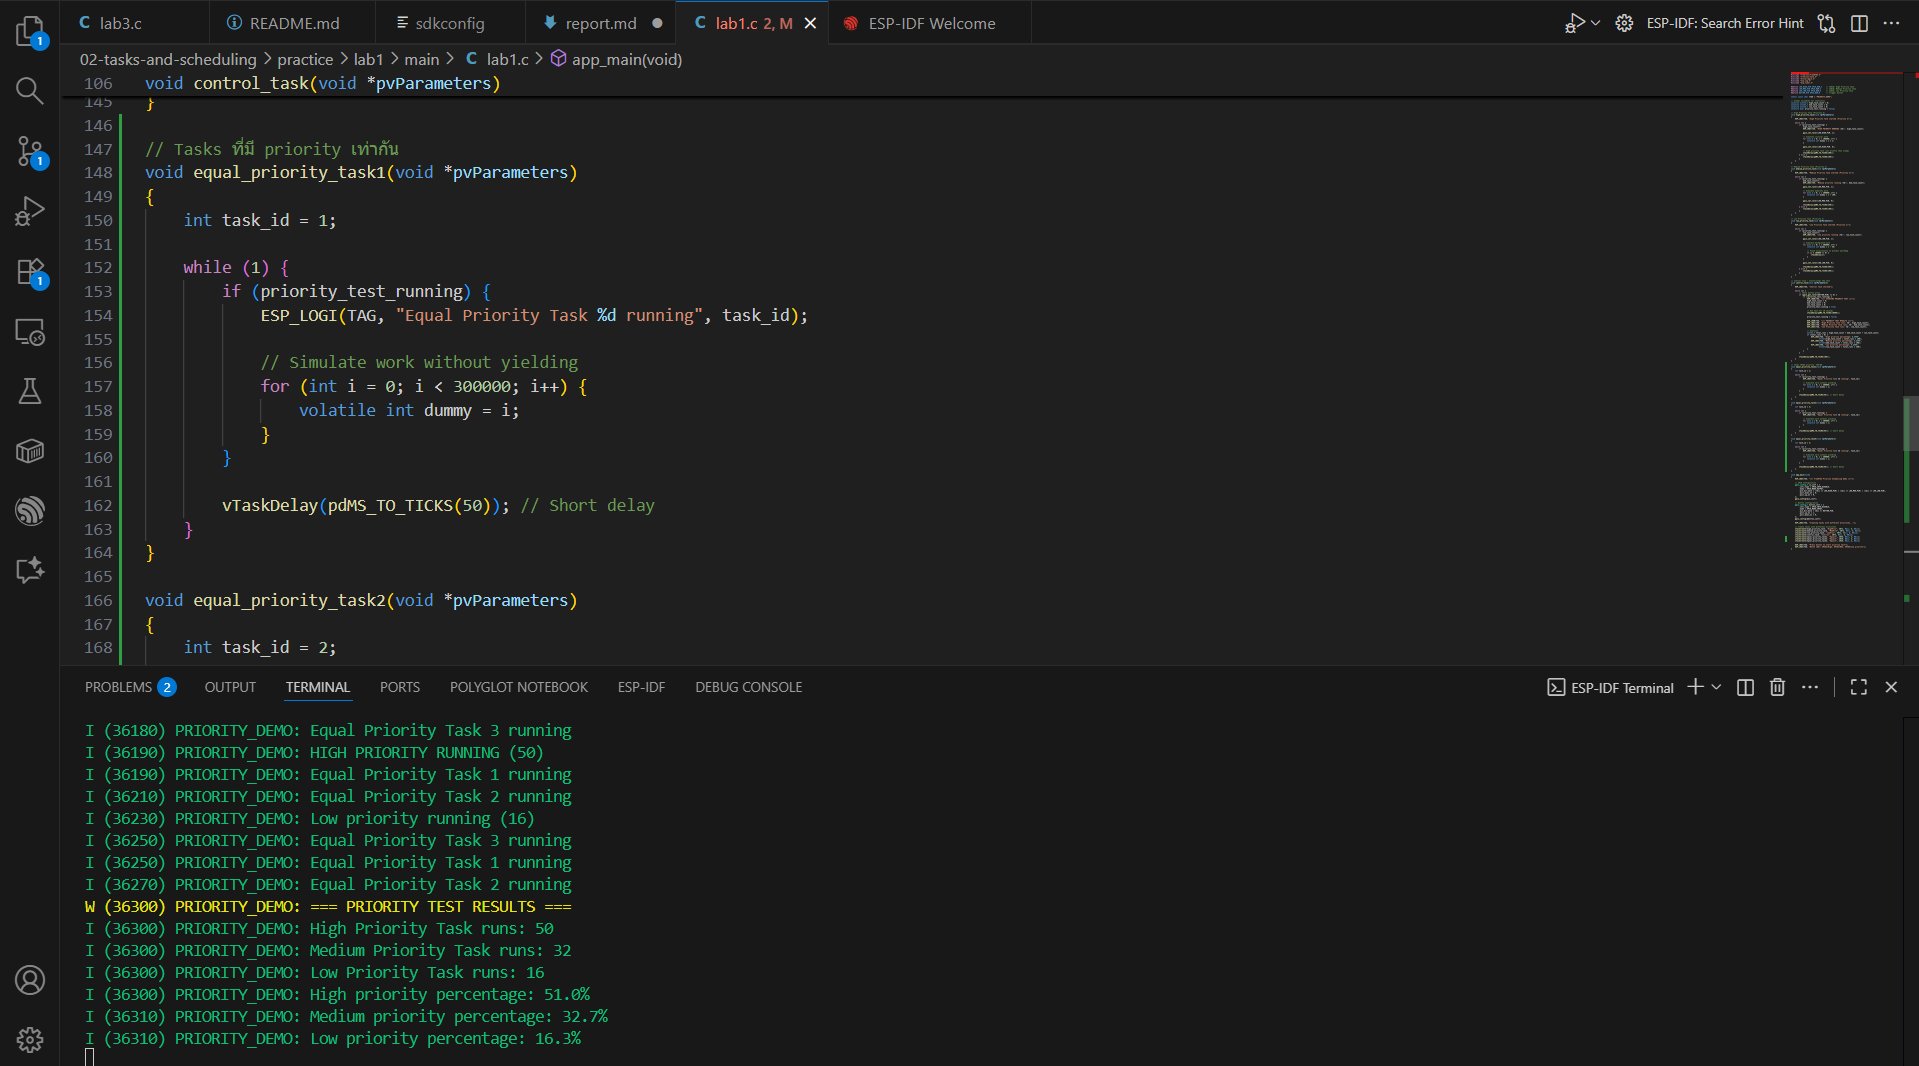 lab3.c README.md sdkconfig report.md lab1.c 2, M ESP-IDF Welcome ESP-IDF: Search Error Hint
02-tasks-and-scheduling > practice > lab1 > main > C lab1.c > app_main(void)
106 void control_task(void *pvParameters)
145 }
146
147 // Tasks ที่มี priority เท่ากัน
148 void equal_priority_task1(void *pvParameters)
149 {
150 int task_id = 1;
151
152 while (1) {
153 if (priority_test_running) {
154 ESP_LOGI(TAG, "Equal Priority Task %d running", task_id);
155
156 // Simulate work without yielding
157 for (int i = 0; i < 300000; i++) {
158 volatile int dummy = i;
159 }
160 }
161
162 vTaskDelay(pdMS_TO_TICKS(50)); // Short delay
163 }
164 }
165
166 void equal_priority_task2(void *pvParameters)
167 {
168 int task_id = 2;
PROBLEMS 2 OUTPUT TERMINAL PORTS POLYGLOT NOTEBOOK ESP-IDF DEBUG CONSOLE ESP-IDF Terminal
I (36180) PRIORITY_DEMO: Equal Priority Task 3 running
I (36190) PRIORITY_DEMO: HIGH PRIORITY RUNNING (50)
I (36190) PRIORITY_DEMO: Equal Priority Task 1 running
I (36210) PRIORITY_DEMO: Equal Priority Task 2 running
I (36230) PRIORITY_DEMO: Low priority running (16)
I (36250) PRIORITY_DEMO: Equal Priority Task 3 running
I (36250) PRIORITY_DEMO: Equal Priority Task 1 running
I (36270) PRIORITY_DEMO: Equal Priority Task 2 running
W (36300) PRIORITY_DEMO: === PRIORITY TEST RESULTS ===
I (36300) PRIORITY_DEMO: High Priority Task runs: 50
I (36300) PRIORITY_DEMO: Medium Priority Task runs: 32
I (36300) PRIORITY_DEMO: Low Priority Task runs: 16
I (36300) PRIORITY_DEMO: High priority percentage: 51.0%
I (36310) PRIORITY_DEMO: Medium priority percentage: 32.7%
I (36310) PRIORITY_DEMO: Low priority percentage: 16.3%